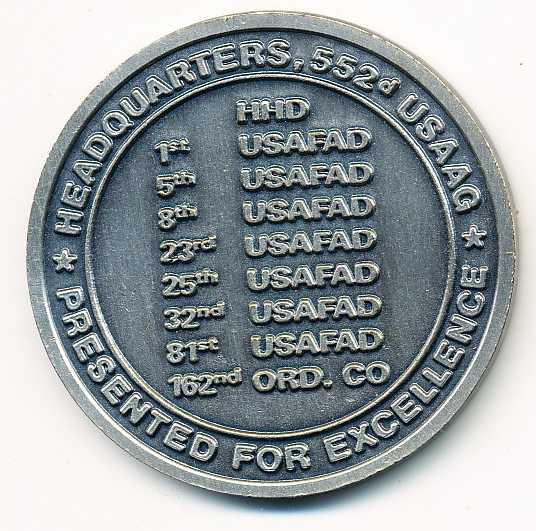 HEADQUARTERS, 552d USAAG
HHD
1st USAFAD
5th USAFAD
8th USAFAD
23rd USAFAD
25th USAFAD
32nd USAFAD
81st USAFAD
162nd ORD. CO
★ PRESENTED FOR EXCELLENCE ★